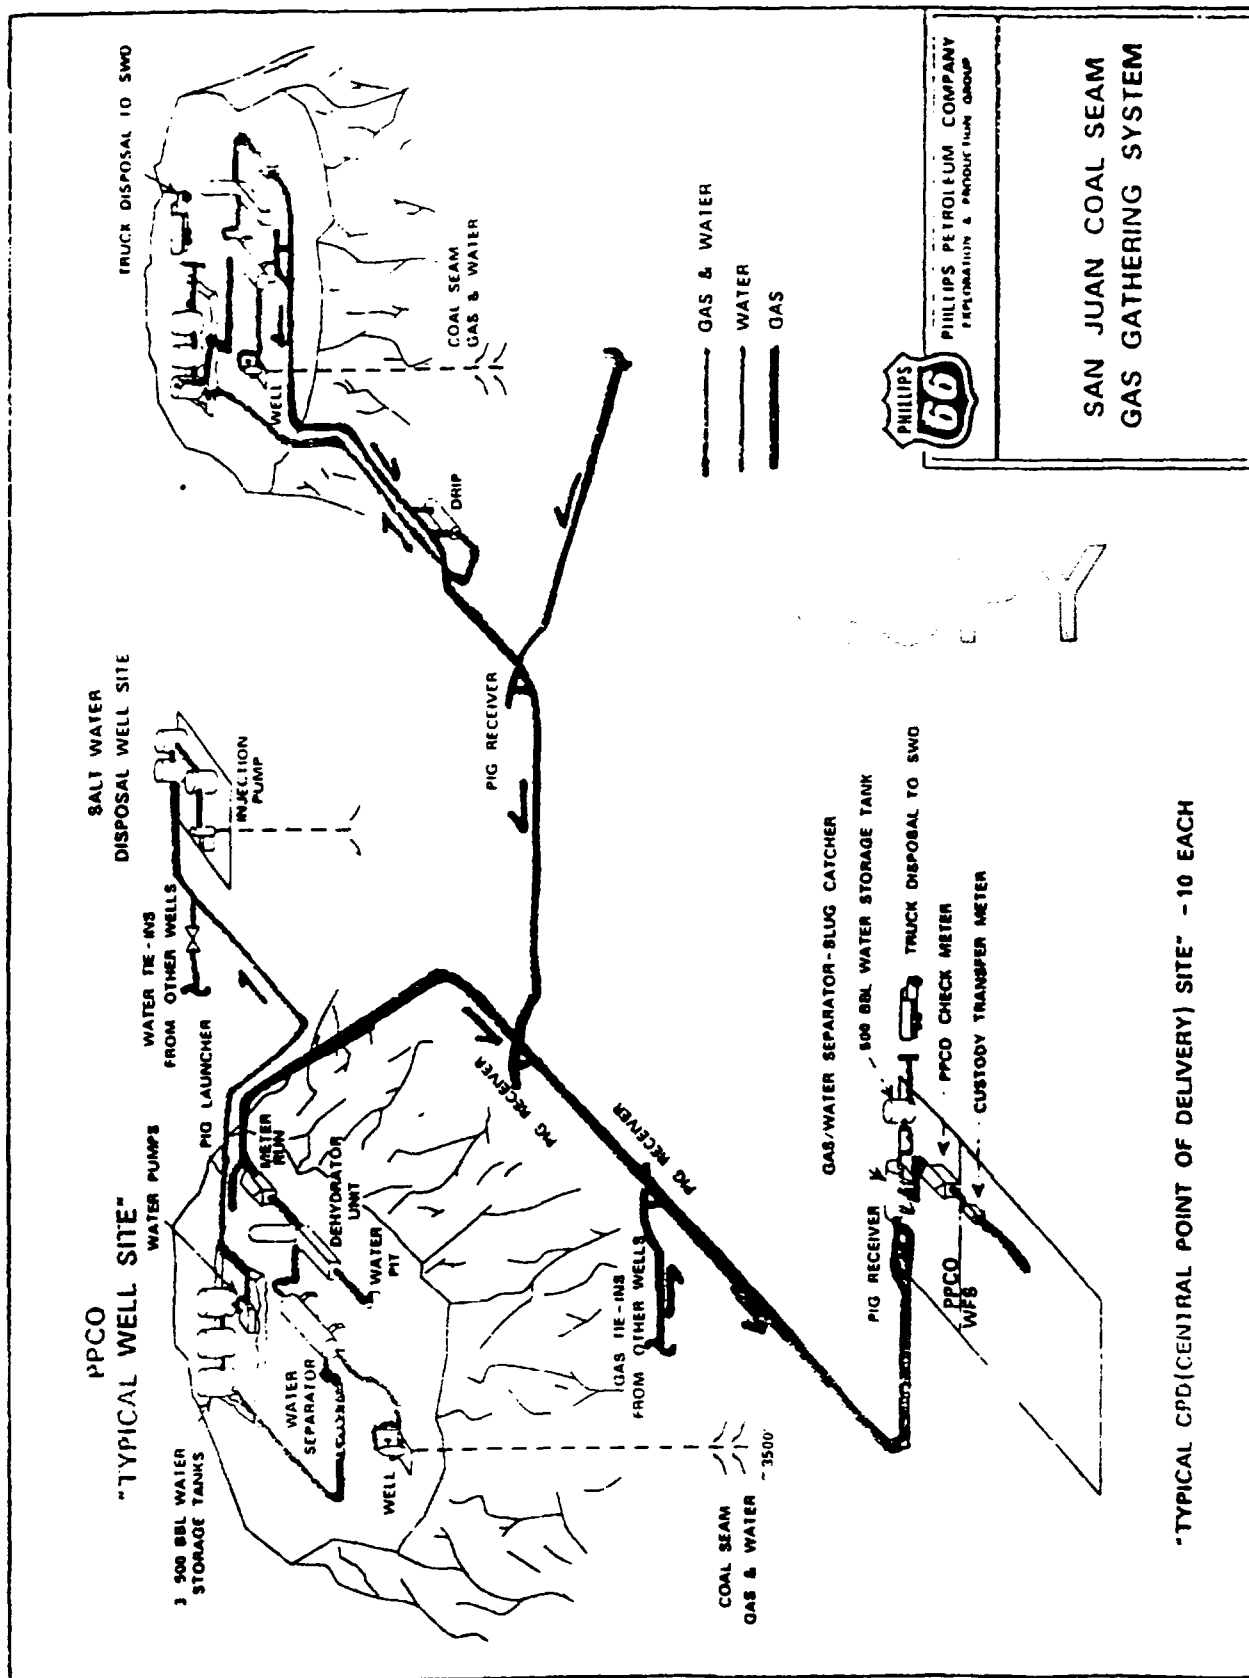 PPCO
"TYPICAL WELL SITE"
3 500 BBL WATER
STORAGE TANKS
WATER PUMPS
PIG LAUNCHER
WATER TIE-INS
FROM OTHER WELLS
SALT WATER
DISPOSAL WELL SITE
INJECTION
PUMP
TRUCK DISPOSAL TO SWD
WATER
SEPARATOR
WELL
METER
RUN
DEHYDRATOR
UNIT
WATER
PIT
WELL
COAL SEAM
GAS & WATER
DRIP
PIG RECEIVER
PIG RECEIVER
PIG RECEIVER
GAS TIE-INS
FROM OTHER WELLS
COAL SEAM
GAS & WATER
~3500'
GAS & WATER
WATER
GAS
GAS/WATER SEPARATOR-SLUG CATCHER
500 BBL WATER STORAGE TANK
TRUCK DISPOSAL TO SWD
PIG RECEIVER
PPCO CHECK METER
CUSTODY TRANSFER METER
PPCO
WFS
"TYPICAL CPD(CENTRAL POINT OF DELIVERY) SITE" -10 EACH
PHILLIPS
66
PHILLIPS PETROLEUM COMPANY
EXPLORATION & PRODUCTION GROUP
SAN JUAN COAL SEAM
GAS GATHERING SYSTEM